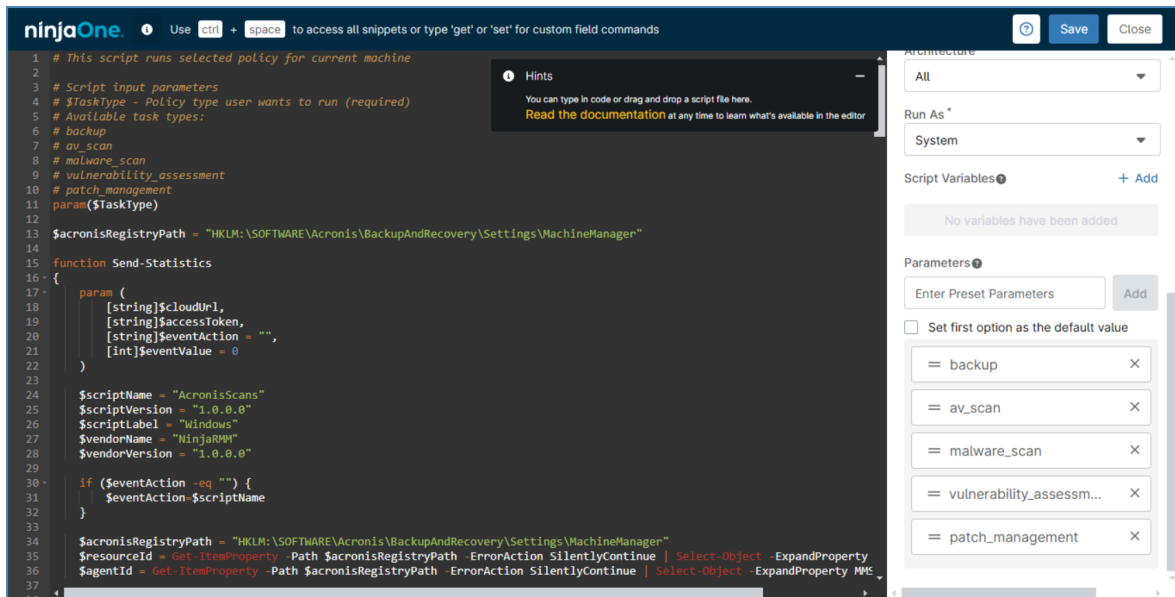 ninjaOne. Use ctrl + space to access all snippets or type 'get' or 'set' for custom field commands Save Close
1 # This script runs selected policy for current machine
2
3 # Script input parameters
4 # $TaskType - Policy type user wants to run (required)
5 # Available task types:
6 # backup
7 # av_scan
8 # malware_scan
9 # vulnerability_assessment
10 # patch_management
11 param($TaskType)
12
13 $acronisRegistryPath = "HKLM:\SOFTWARE\Acronis\BackupAndRecovery\Settings\MachineManager"
14
15 function Send-Statistics
16 {
17 param (
18 [string]$cloudUrl,
19 [string]$accessToken,
20 [string]$eventAction = "",
21 [int]$eventValue = 0
22 )
23
24 $scriptName = "AcronisScans"
25 $scriptVersion = "1.0.0.0"
26 $scriptLabel = "Windows"
27 $vendorName = "NinjaRMM"
28 $vendorVersion = "1.0.0.0"
29
30 if ($eventAction -eq "") {
31 $eventAction=$scriptName
32 }
33
34 $acronisRegistryPath = "HKLM:\SOFTWARE\Acronis\BackupAndRecovery\Settings\MachineManager"
35 $resourceId = Get-ItemProperty -Path $acronisRegistryPath -ErrorAction SilentlyContinue | Select-Object -ExpandProperty
36 $agentId = Get-ItemProperty -Path $acronisRegistryPath -ErrorAction SilentlyContinue | Select-Object -ExpandProperty MMS
37
Hints
You can type in code or drag and drop a script file here.
Read the documentation at any time to learn what's available in the editor
Architecture
All
Run As *
System
Script Variables
+ Add
No variables have been added
Parameters
Enter Preset Parameters
Add
Set first option as the default value
backup
av_scan
malware_scan
vulnerability_assessm...
patch_management